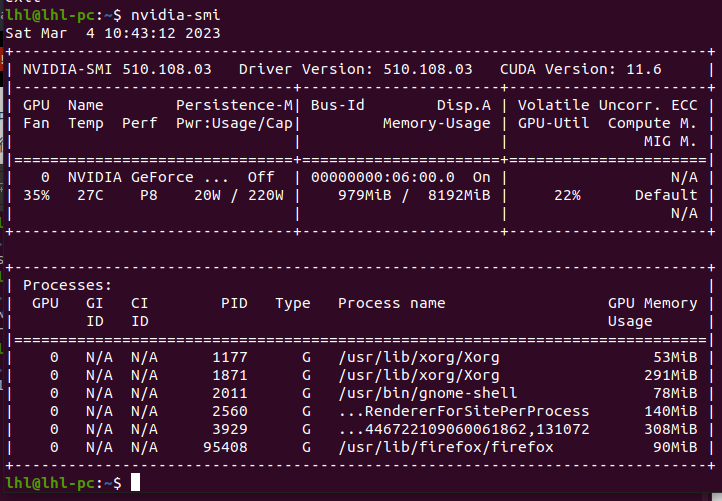 lhl@lhl-pc:~$ nvidia-smi
Sat Mar  4 10:43:12 2023
+-----------------------------------------------------------------------------+
| NVIDIA-SMI 510.108.03   Driver Version: 510.108.03   CUDA Version: 11.6     |
|-------------------------------+----------------------+----------------------+
| GPU  Name        Persistence-M| Bus-Id        Disp.A | Volatile Uncorr. ECC |
| Fan  Temp  Perf  Pwr:Usage/Cap|         Memory-Usage | GPU-Util  Compute M. |
|                               |                      |               MIG M. |
|===============================+======================+======================|
|   0  NVIDIA GeForce ...  Off  | 00000000:06:00.0  On |                  N/A |
| 35%   27C    P8    20W / 220W |    979MiB /  8192MiB |     22%      Default |
|                               |                      |                  N/A |
+-------------------------------+----------------------+----------------------+

+-----------------------------------------------------------------------------+
| Processes:                                                                  |
|  GPU   GI   CI        PID   Type   Process name                  GPU Memory |
|        ID   ID                                                   Usage      |
|=============================================================================|
|    0   N/A  N/A      1177      G   /usr/lib/xorg/Xorg                 53MiB |
|    0   N/A  N/A      1871      G   /usr/lib/xorg/Xorg                291MiB |
|    0   N/A  N/A      2011      G   /usr/bin/gnome-shell               78MiB |
|    0   N/A  N/A      2560      G   ...RendererForSitePerProcess      140MiB |
|    0   N/A  N/A      3929      G   ...446722109060061862,131072      308MiB |
|    0   N/A  N/A     95408      G   /usr/lib/firefox/firefox           90MiB |
+-----------------------------------------------------------------------------+
lhl@lhl-pc:~$